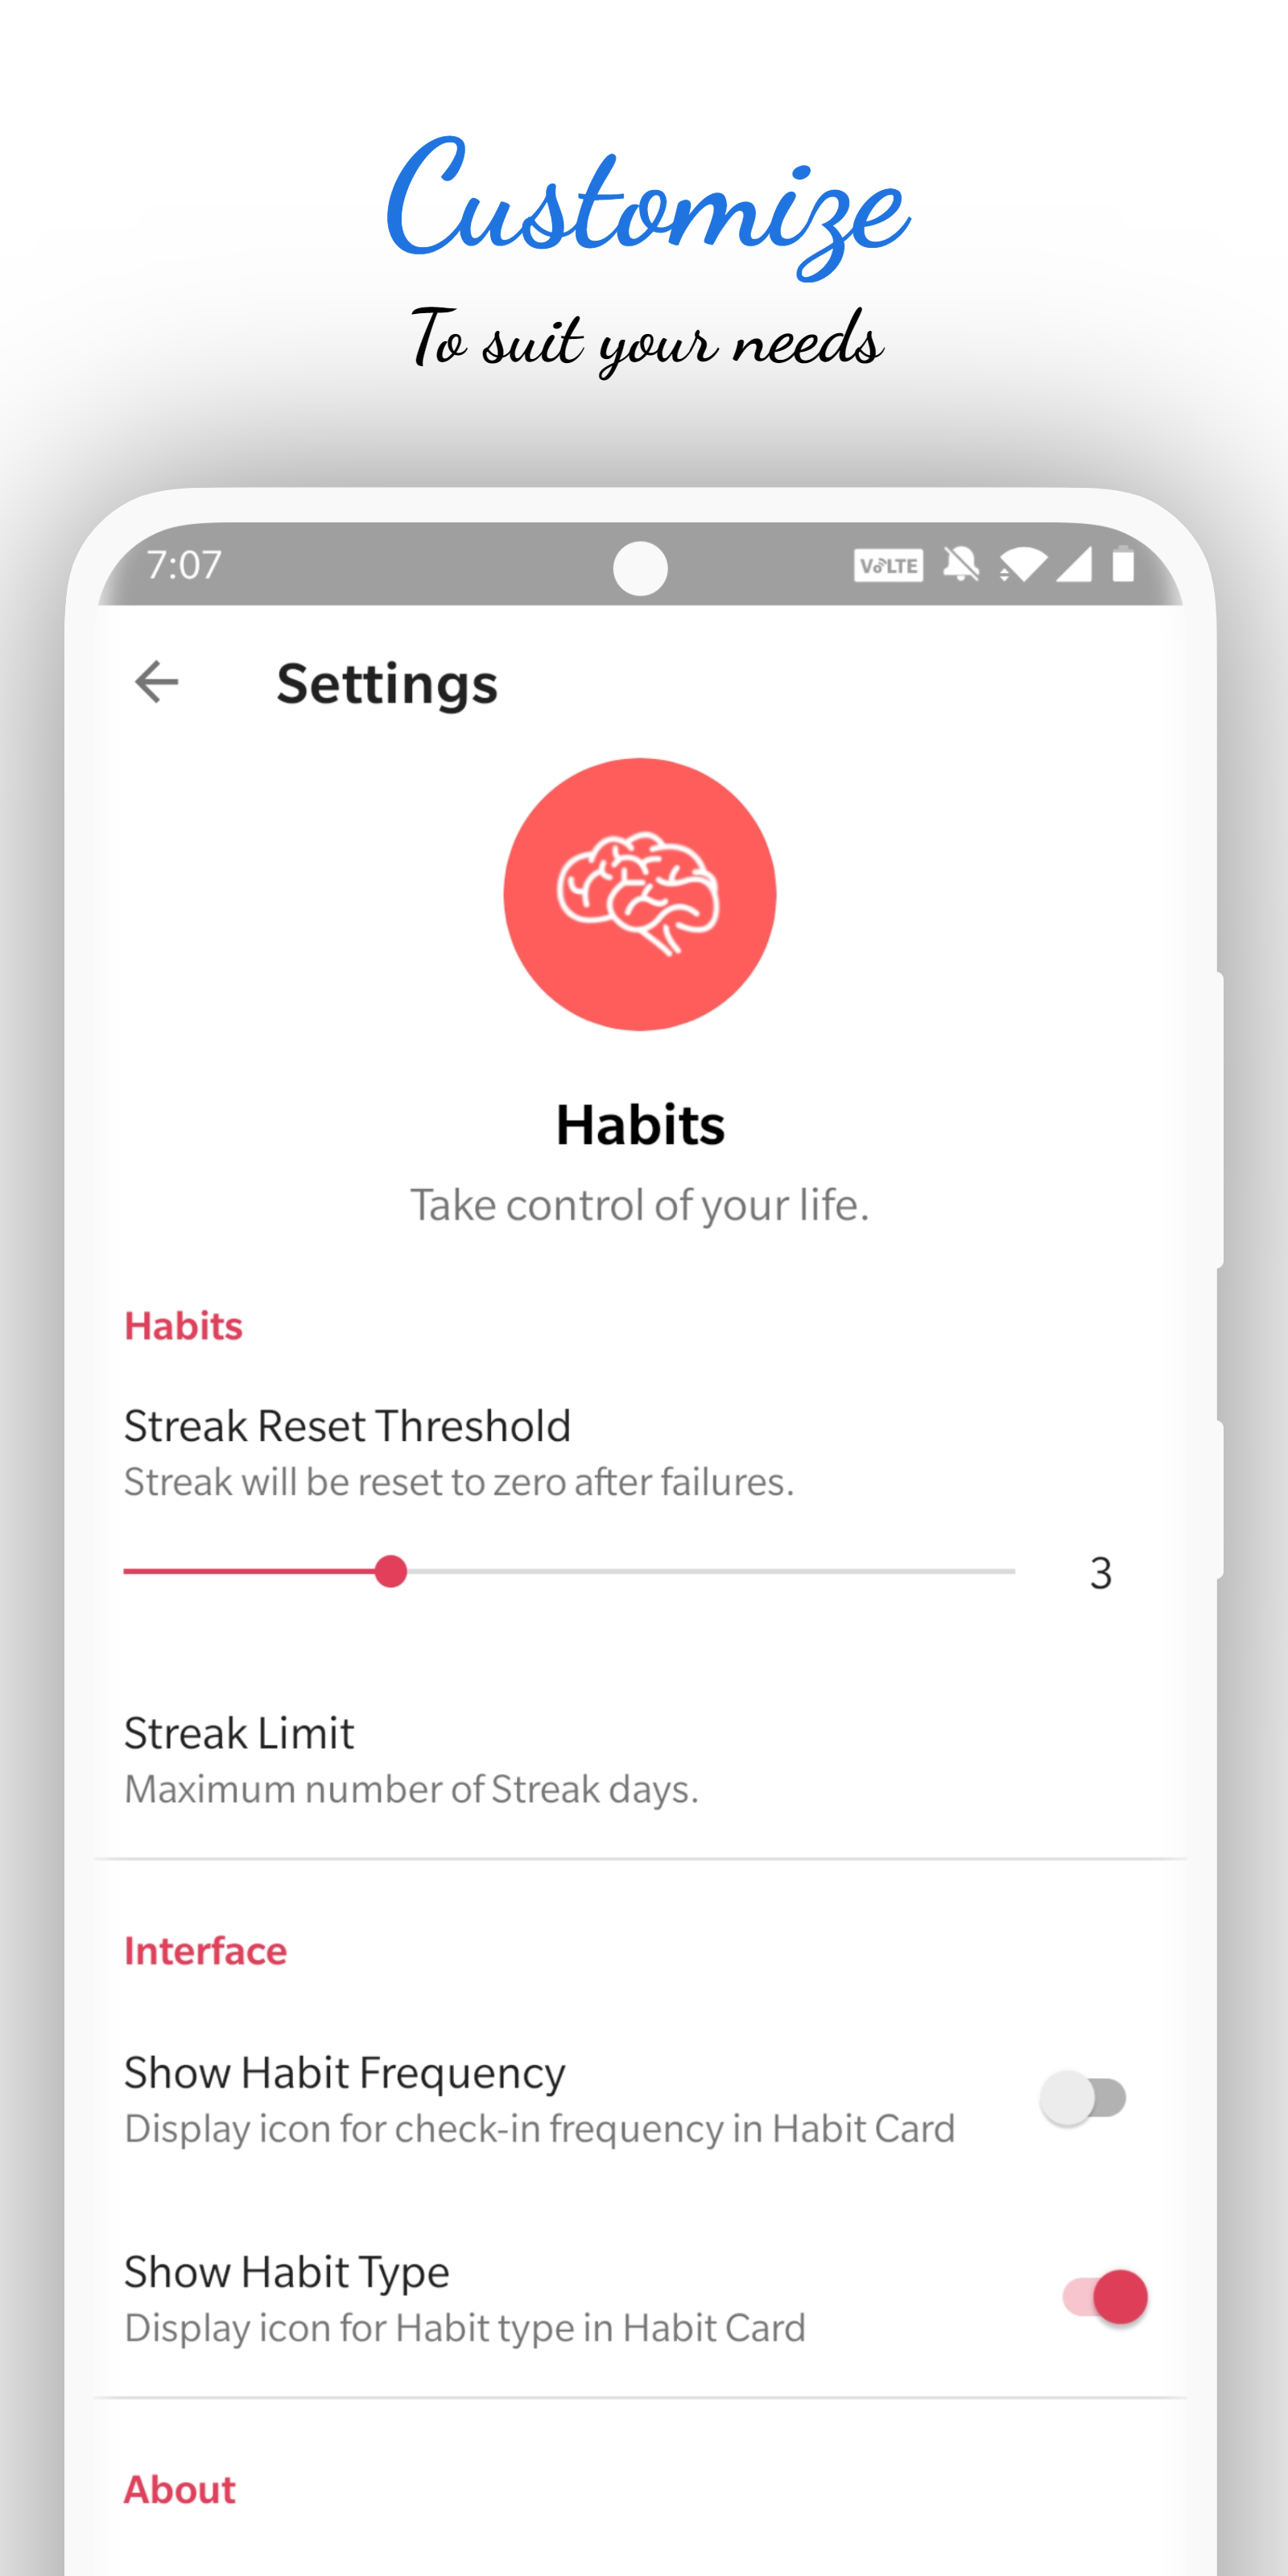 Customize
To suit your needs
7:07
VoLTE
Settings
Habits
Take control of your life.
Habits
Streak Reset Threshold
Streak will be reset to zero after failures.
3
Streak Limit
Maximum number of Streak days.
Interface
Show Habit Frequency
Display icon for check-in frequency in Habit Card
Show Habit Type
Display icon for Habit type in Habit Card
About